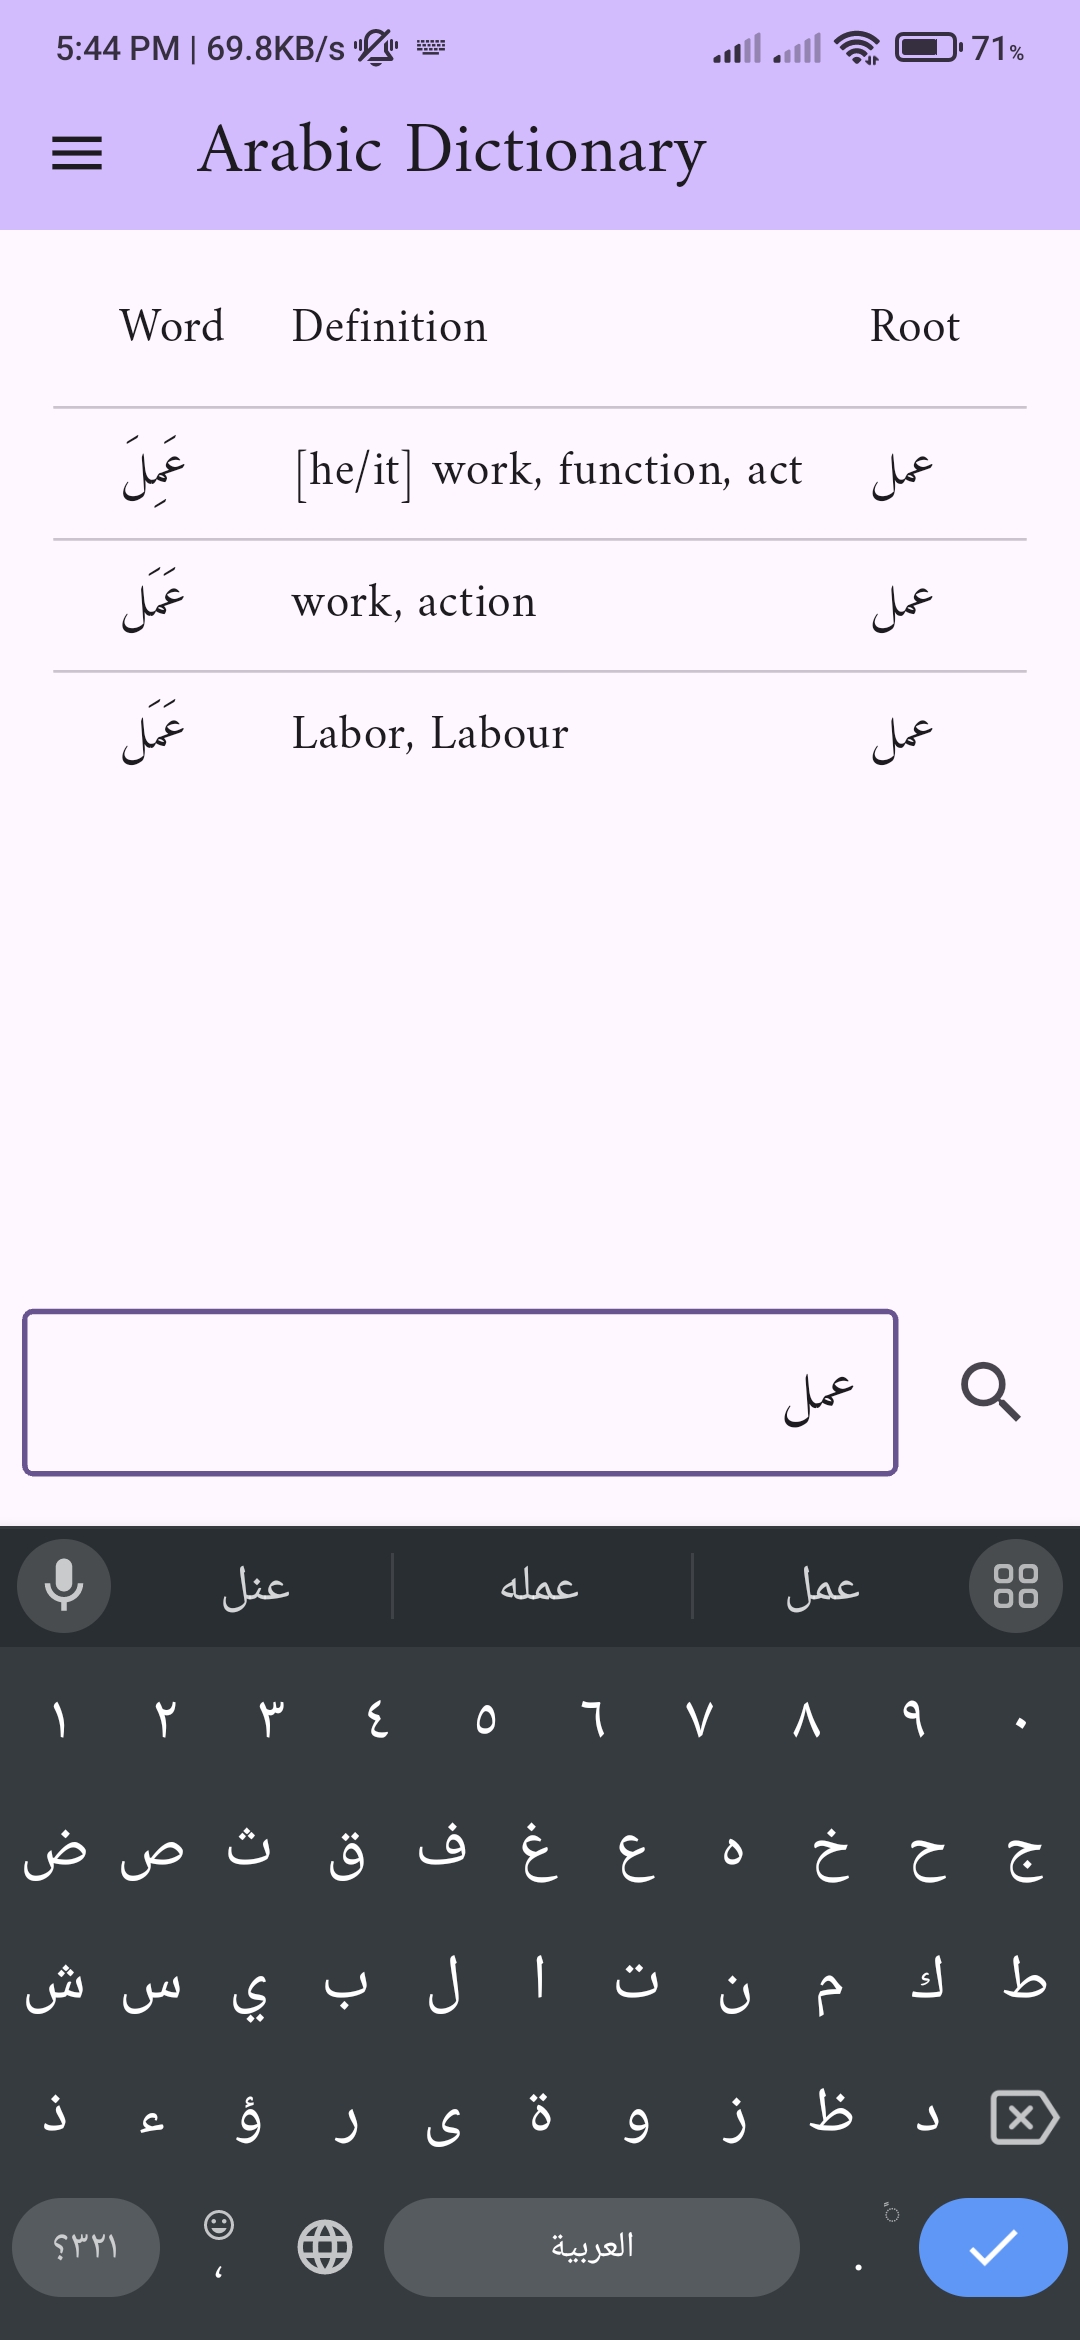 5:44 PM | 69.8KB/s 71%
Arabic Dictionary
Word Definition Root
عَمِلَ [he/it] work, function, act عمل
عَمَل work, action عمل
عَمَل Labor, Labour عمل
عمل
عنل عمله عمل
١ ٢ ٣ ٤ ٥ ٦ ٧ ٨ ٩ ٠
ض ص ث ق ف غ ع ه خ ح ج
ش س ي ب ل ا ت ن م ك ط
ذ ء ؤ ر ى ة و ز ظ د
؟٣٢١ ، العربية .